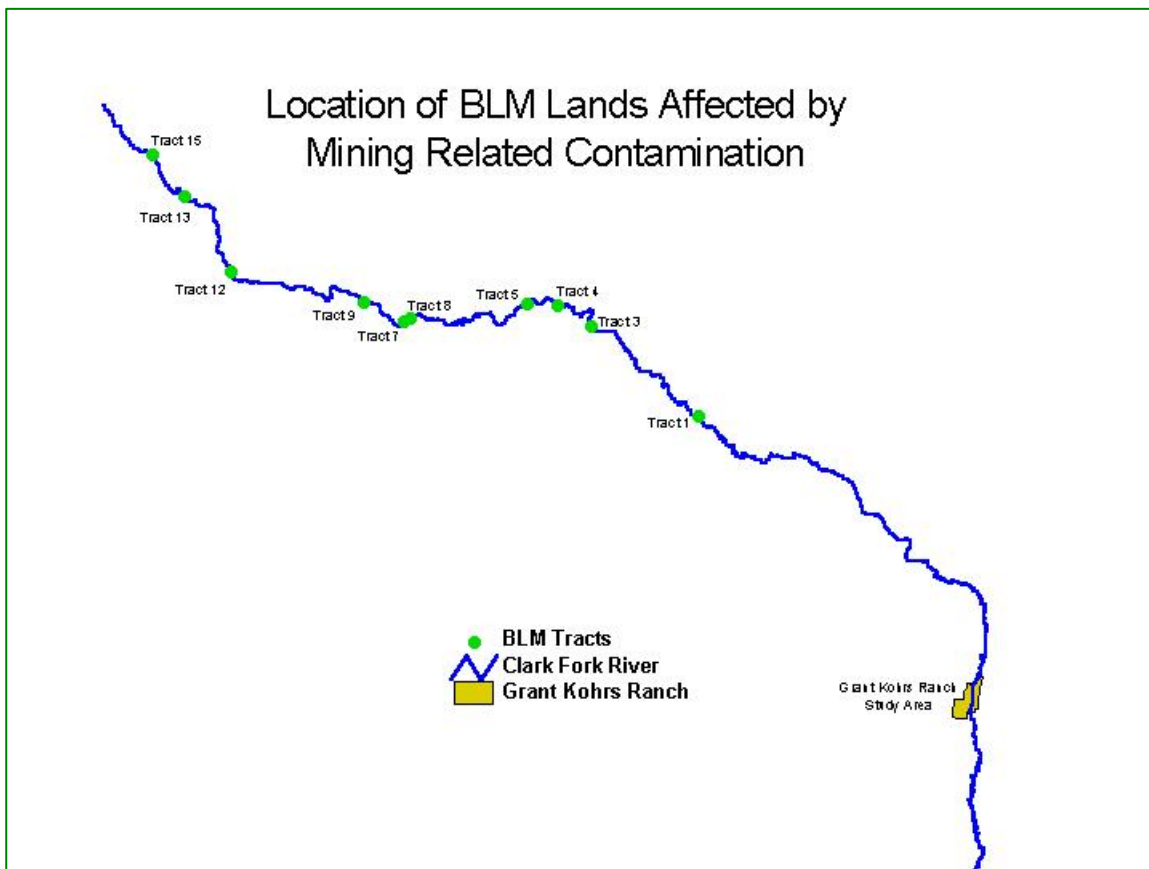 Location of BLM Lands Affected by
Mining Related Contamination
Tract 15
Tract 13
Tract 12
Tract 9
Tract 8
Tract 7
Tract 5
Tract 4
Tract 3
Tract 1
BLM Tracts
Clark Fork River
Grant Kohrs Ranch
Grant Kohrs Ranch
Study Area